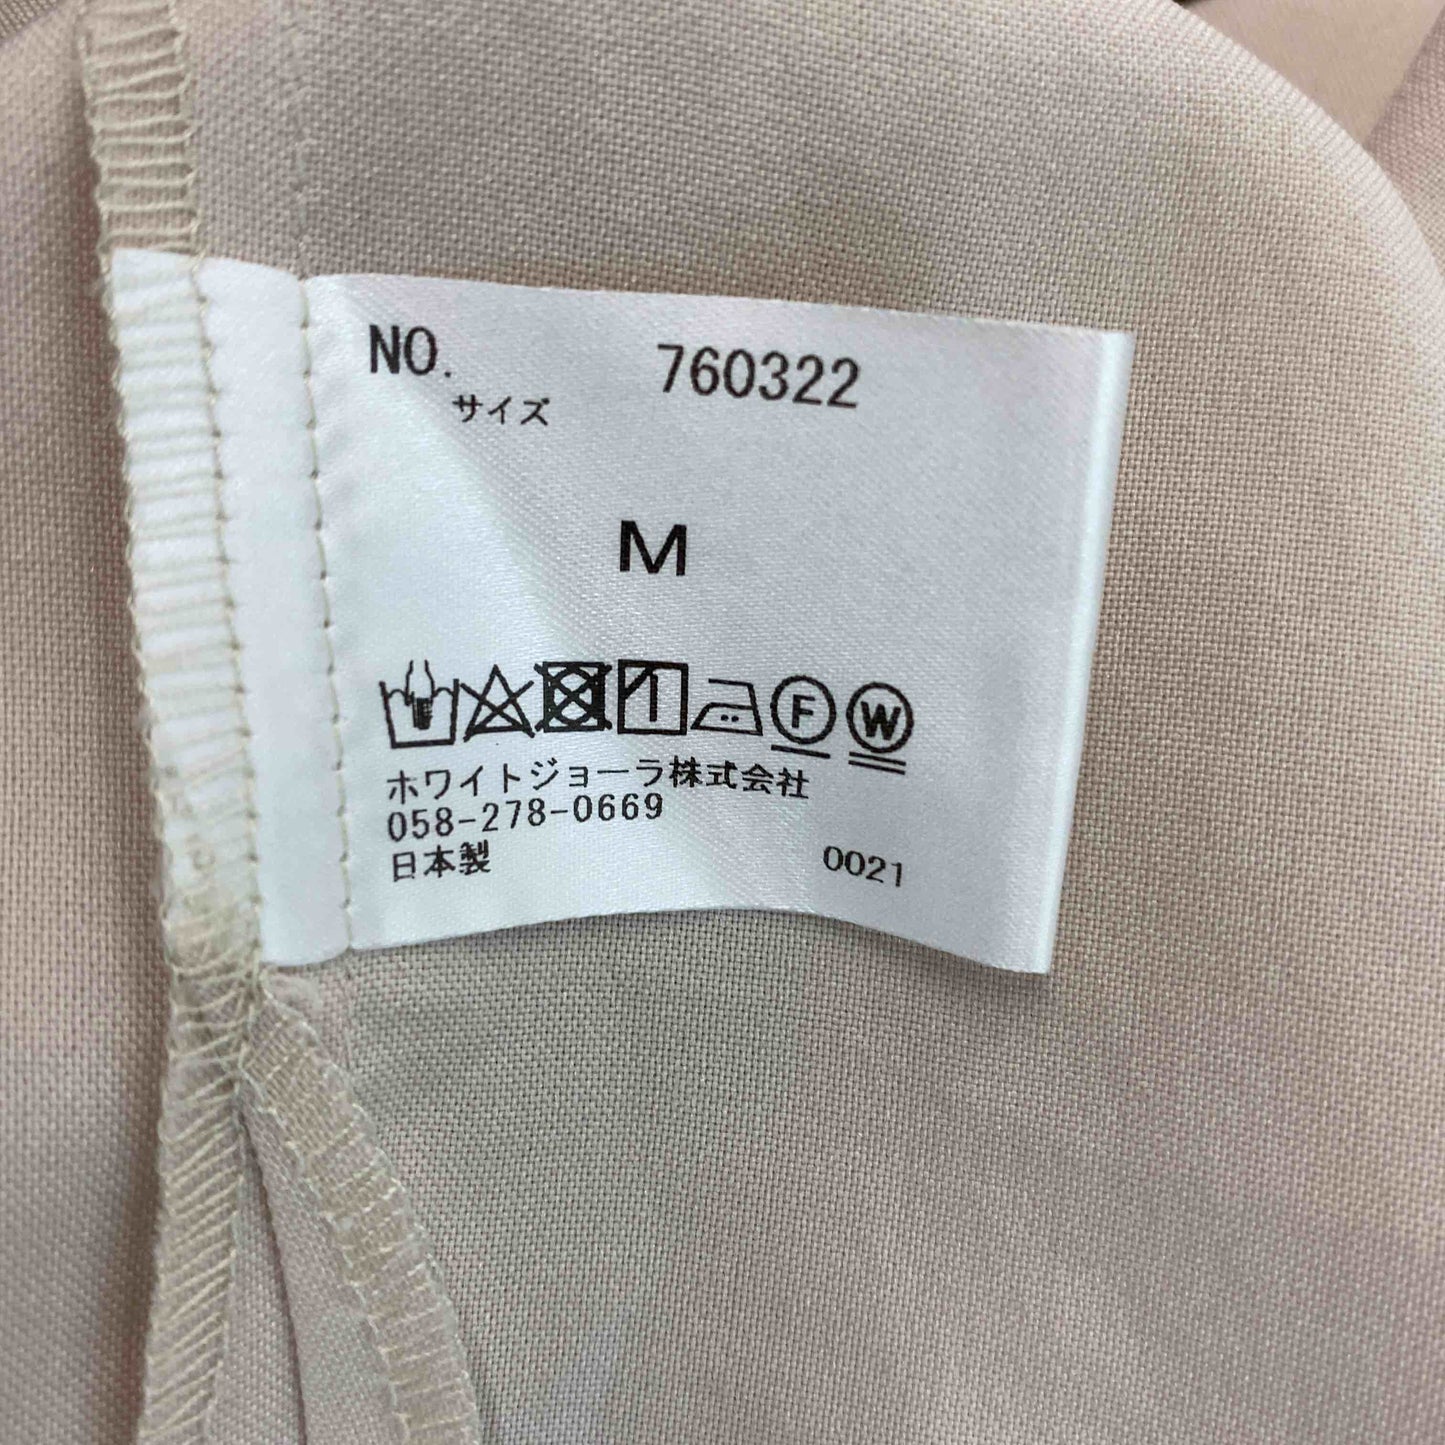 NO. 760322
サイズ
M
F W
ホワイトジョーラ株式会社
058-278-0669
日本製 0021